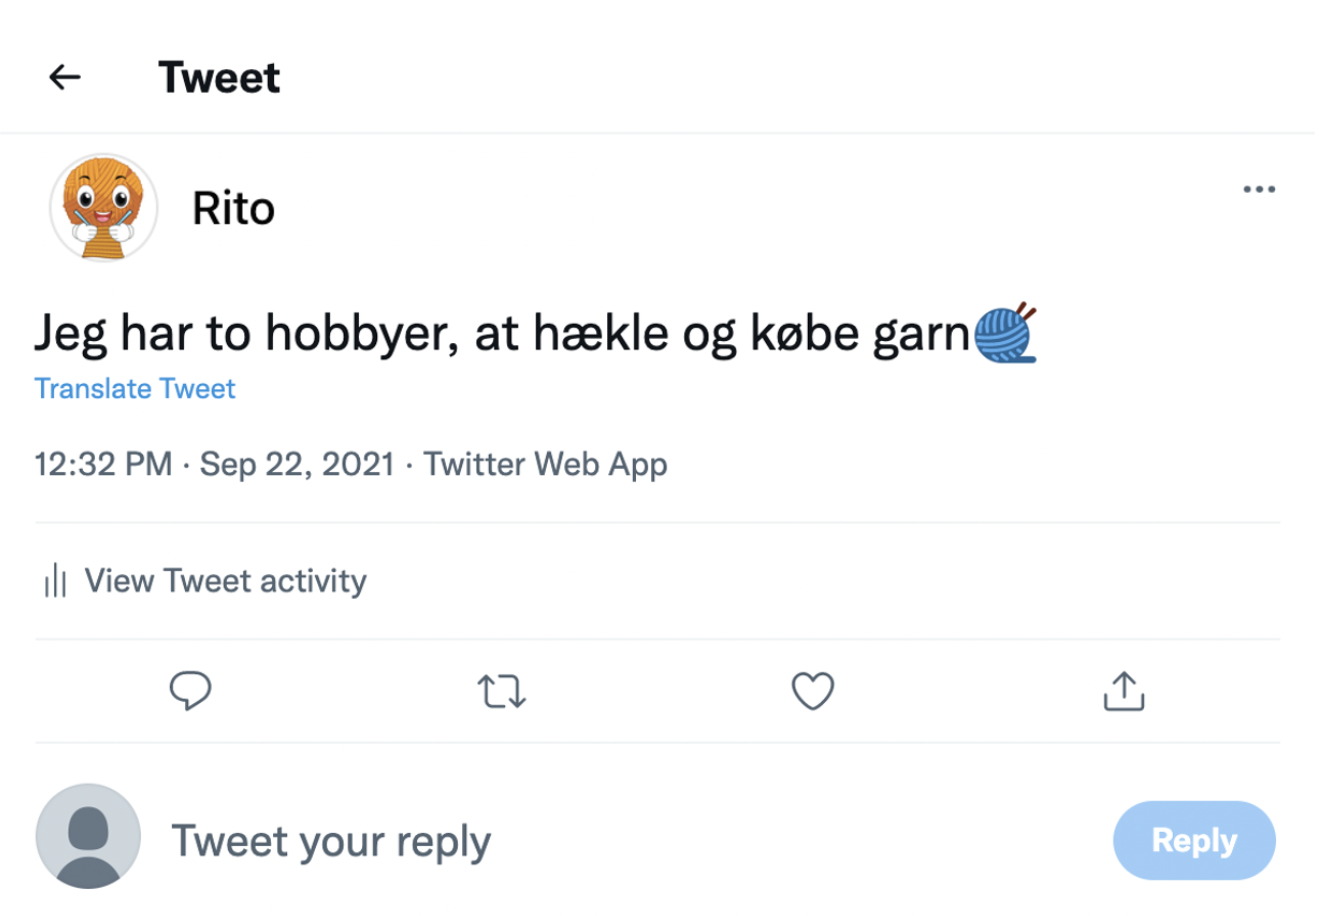 Tweet
Rito
Jeg har to hobbyer, at hækle og købe garn🧶
Translate Tweet
12:32 PM · Sep 22, 2021 · Twitter Web App
View Tweet activity
Tweet your reply
Reply